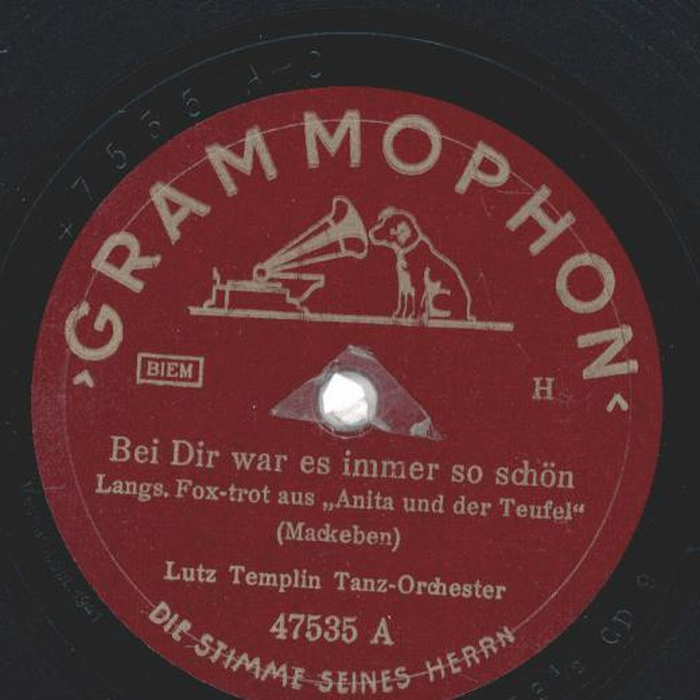 ›GRAMMOPHON‹
BIEM
H
Bei Dir war es immer so schön
Langs. Fox-trot aus „Anita und der Teufel“
(Mackeben)
Lutz Templin Tanz-Orchester
47535 A
DIE STIMME SEINES HERRN